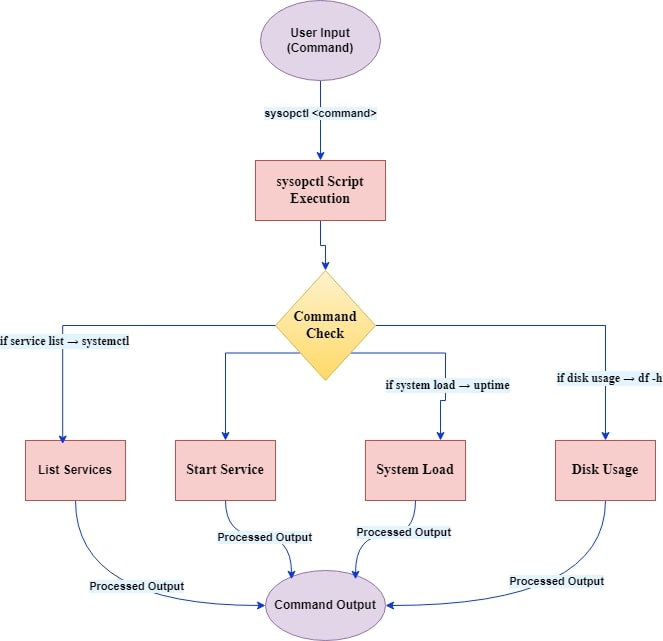 User Input
(Command)
sysopctl <command>
sysopctl Script
Execution
Command
Check
if service list → systemctl
if system load → uptime
if disk usage → df -h
List Services
Start Service
System Load
Disk Usage
Processed Output
Processed Output
Processed Output
Processed Output
Command Output